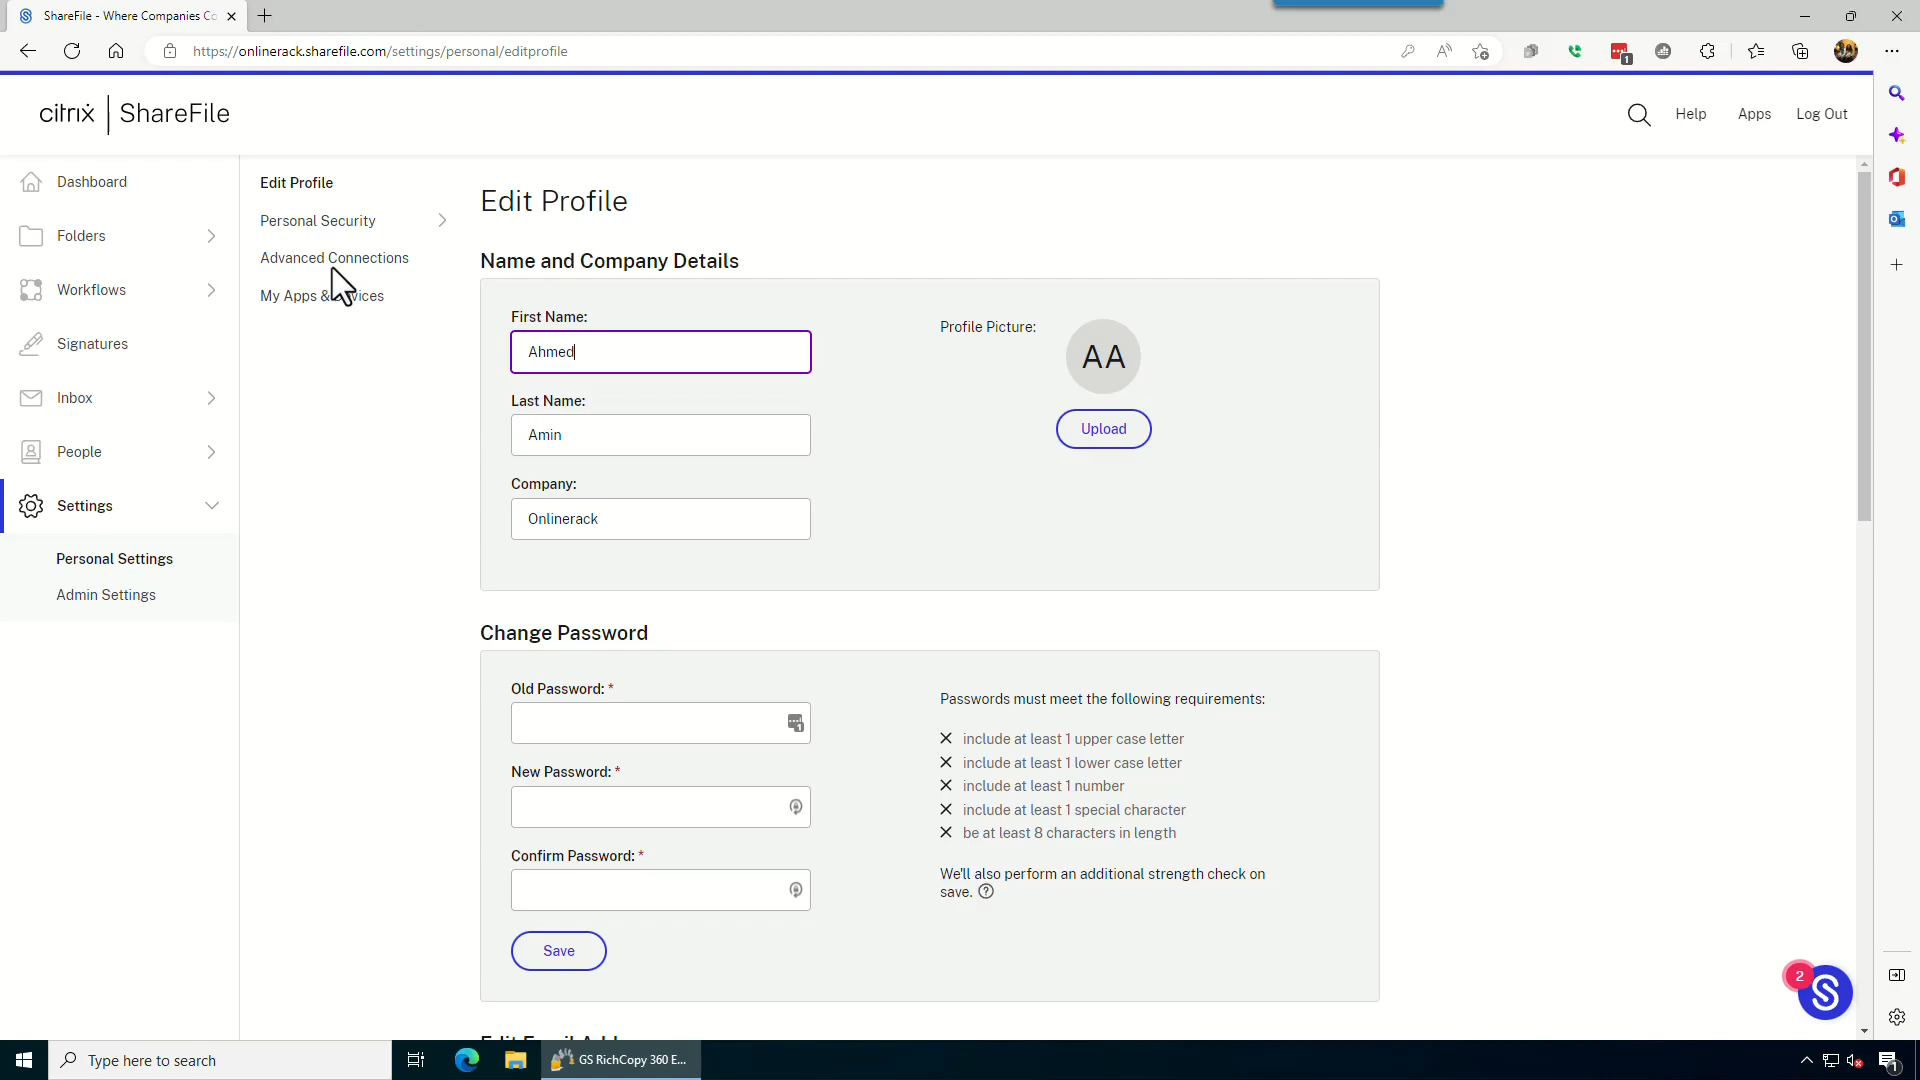 ShareFile - Where Companies Co
https://onlinerack.sharefile.com/settings/personal/editprofile
1
citrix | ShareFile
Help
Apps
Log Out
Dashboard
Folders
Workflows
Signatures
Inbox
People
Settings
Personal Settings
Admin Settings
Edit Profile
Personal Security
Advanced Connections
My Apps &
Edit Profile
Name and Company Details
First Name:
Ahmed
Last Name:
Amin
Company:
Onlinerack
Profile Picture:
AA
Upload
Change Password
Old Password: *
New Password: *
Confirm Password: *
Save
Passwords must meet the following requirements:
include at least 1 upper case letter
include at least 1 lower case letter
include at least 1 number
include at least 1 special character
be at least 8 characters in length
We'll also perform an additional strength check on
save.
2
Type here to search
GS RichCopy 360 E...
1